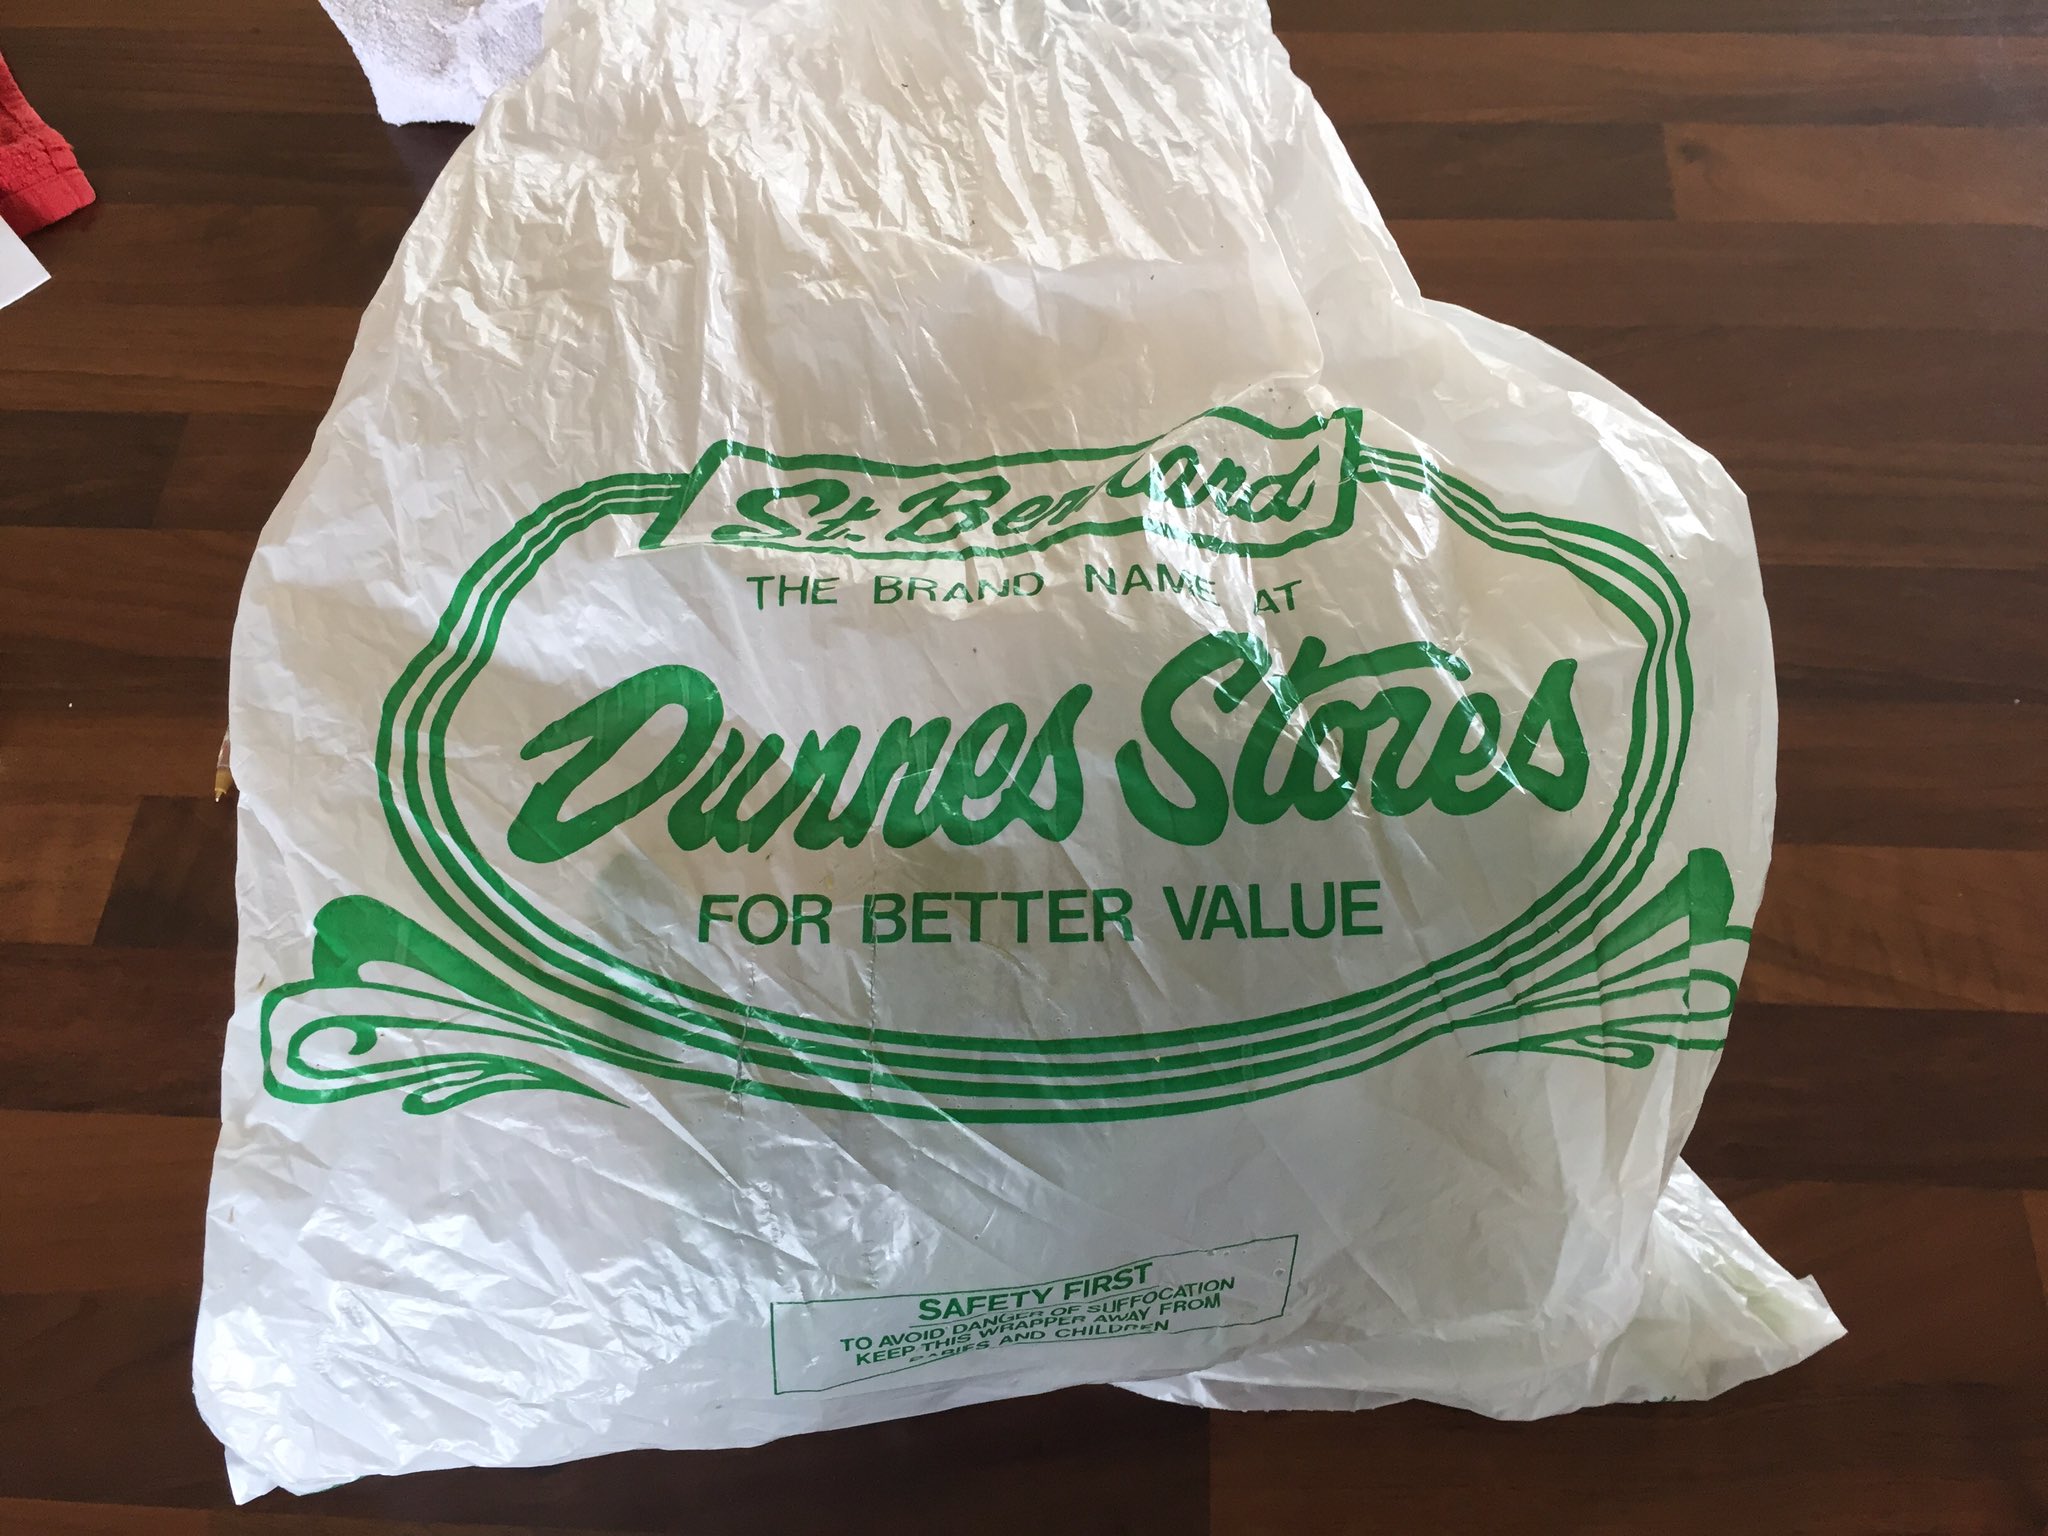 St. Bernard
THE BRAND NAME AT
Dunnes Stores
FOR BETTER VALUE
SAFETY FIRST
TO AVOID DANGER OF SUFFOCATION
KEEP THIS WRAPPER AWAY FROM
BABIES AND CHILDREN